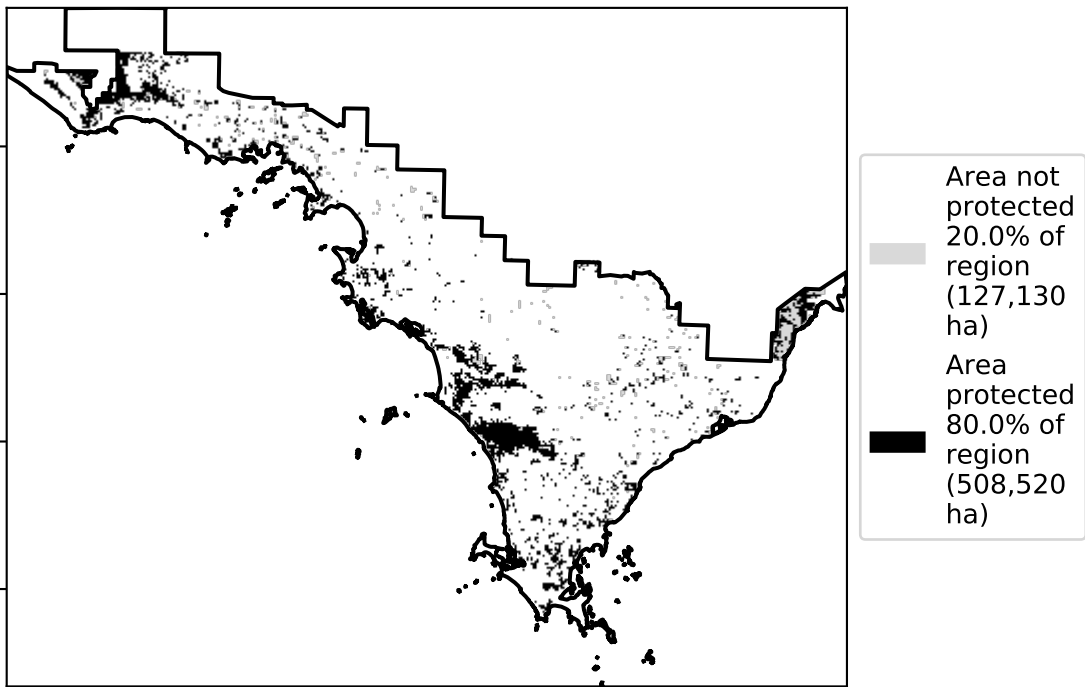 Area not
protected
20.0% of
region
(127,130
ha)
Area
protected
80.0% of
region
(508,520
ha)